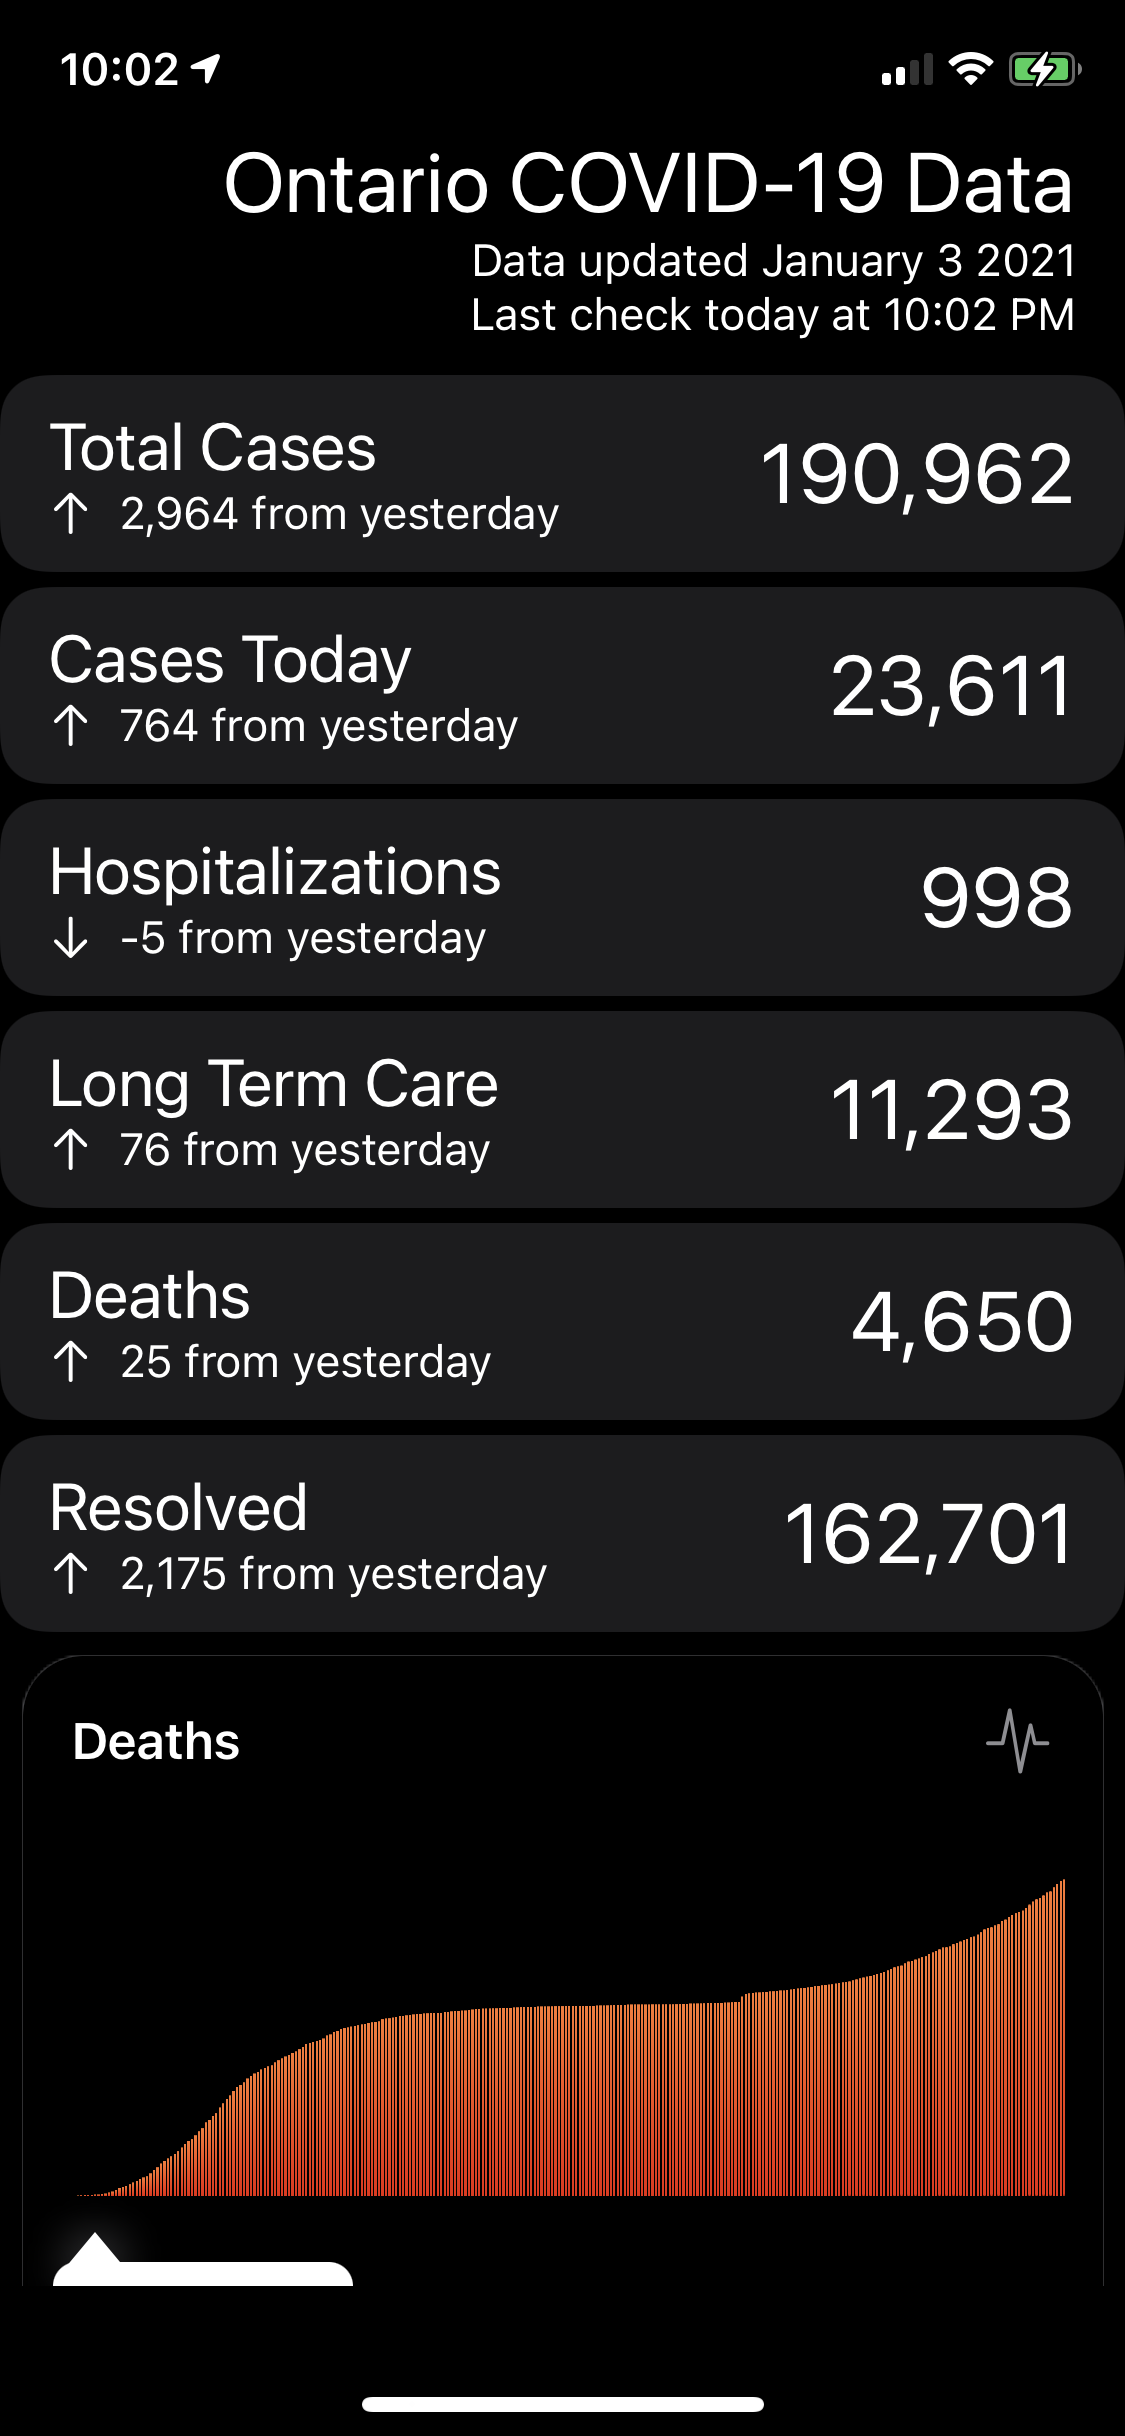 10:02
Ontario COVID-19 Data
Data updated January 3 2021
Last check today at 10:02 PM
Total Cases
↑ 2,964 from yesterday
190,962
Cases Today
↑ 764 from yesterday
23,611
Hospitalizations
↓ -5 from yesterday
998
Long Term Care
↑ 76 from yesterday
11,293
Deaths
↑ 25 from yesterday
4,650
Resolved
↑ 2,175 from yesterday
162,701
Deaths